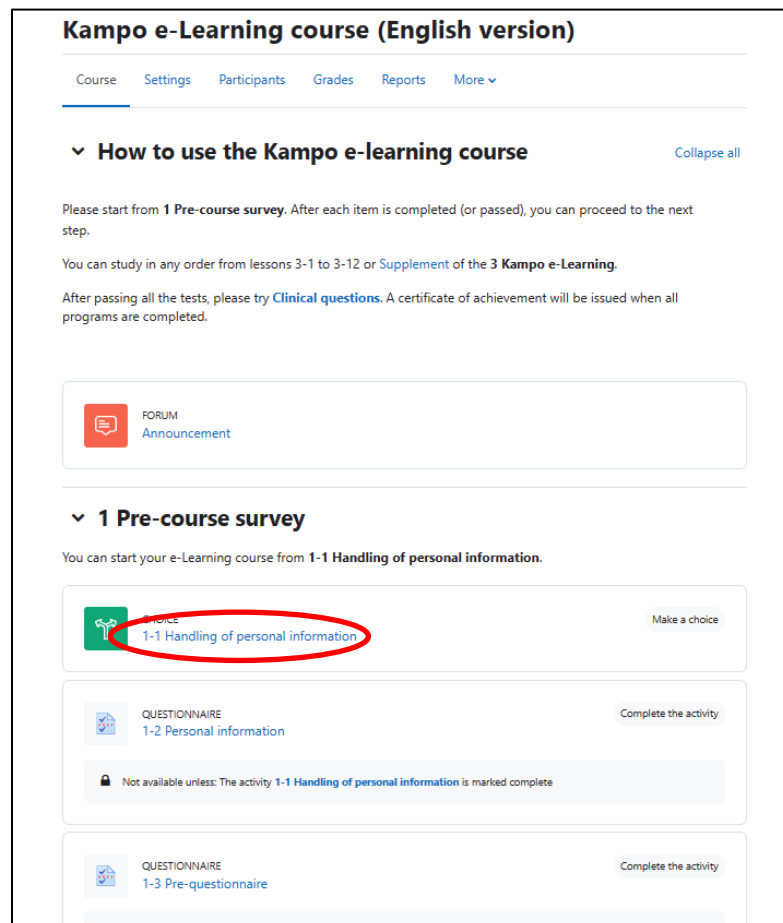 Kampo e-Learning course (English version)
Course Settings Participants Grades Reports More
How to use the Kampo e-learning course
Collapse all
Please start from 1 Pre-course survey. After each item is completed (or passed), you can proceed to the next
step.
You can study in any order from lessons 3-1 to 3-12 or Supplement of the 3 Kampo e-Learning.
After passing all the tests, please try Clinical questions. A certificate of achievement will be issued when all
programs are completed.
FORUM
Announcement
1 Pre-course survey
You can start your e-Learning course from 1-1 Handling of personal information.
CHOICE
1-1 Handling of personal information
Make a choice
QUESTIONNAIRE
1-2 Personal information
Complete the activity
Not available unless: The activity 1-1 Handling of personal information is marked complete
QUESTIONNAIRE
1-3 Pre-questionnaire
Complete the activity